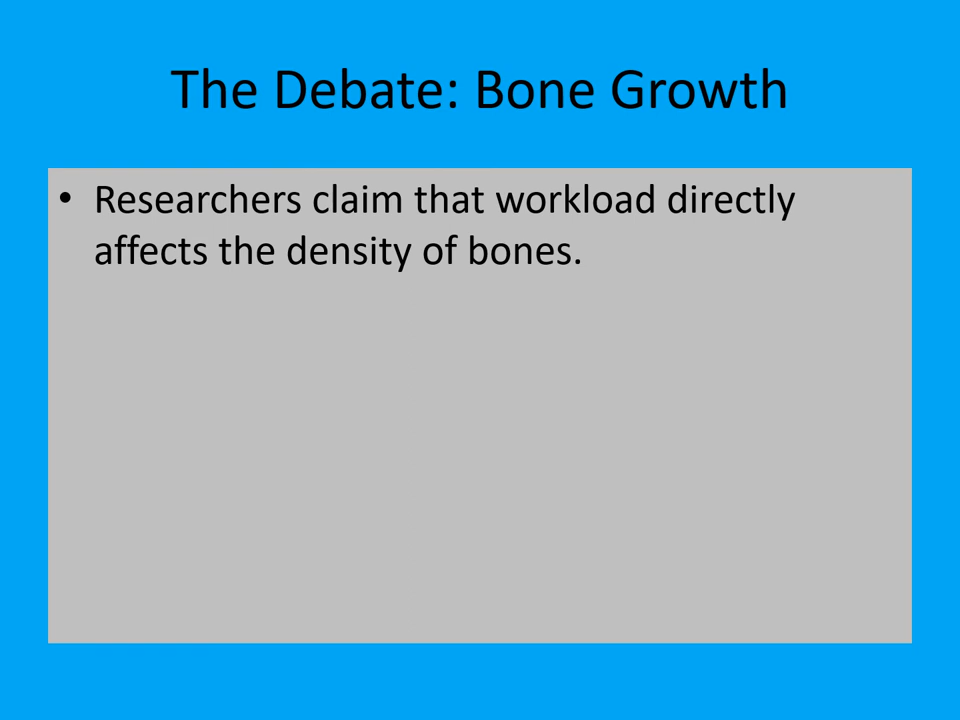 The Debate: Bone Growth
• Researchers claim that workload directly
affects the density of bones.